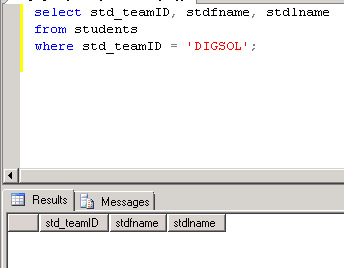 select std_teamID, stdfname, stdlname
from students
where std_teamID = 'DIGSOL';
Results Messages
std_teamID stdfname stdlname